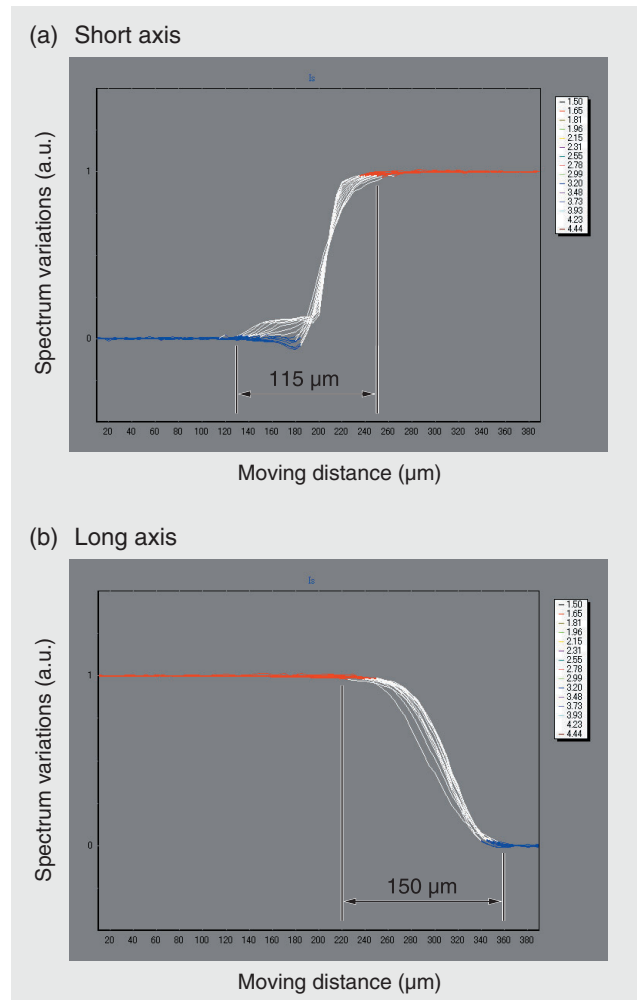 (a) Short axis
Is
1.50
1.65
1.81
1.96
2.15
2.31
2.55
2.78
2.99
3.20
3.48
3.73
3.93
4.23
4.44
Spectrum variations (a.u.)
1
0
115 µm
20 40 60 80 100 120 140 160 180 200 220 240 260 280 300 320 340 360 380
Moving distance (µm)
(b) Long axis
Is
1.50
1.65
1.81
1.96
2.15
2.31
2.55
2.78
2.99
3.20
3.48
3.73
3.93
4.23
4.44
Spectrum variations (a.u.)
1
0
150 µm
20 40 60 80 100 120 140 160 180 200 220 240 260 280 300 320 340 360 380
Moving distance (µm)